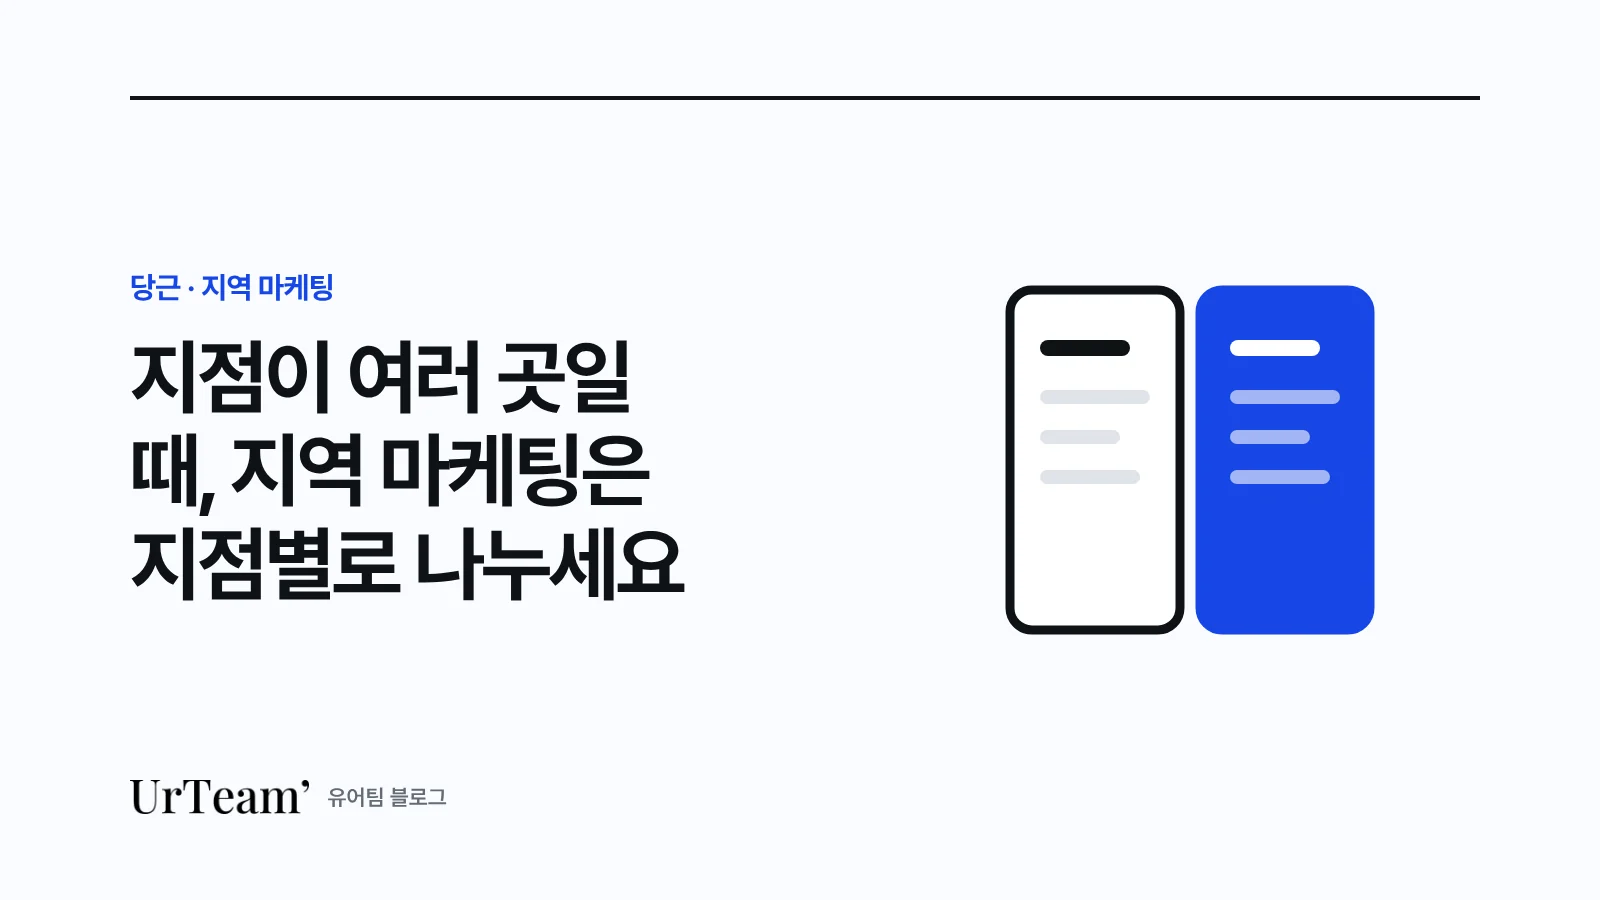 당근 · 지역 마케팅
지점이 여러 곳일
때, 지역 마케팅은
지점별로 나누세요
UrTeam’ 유어팀 블로그